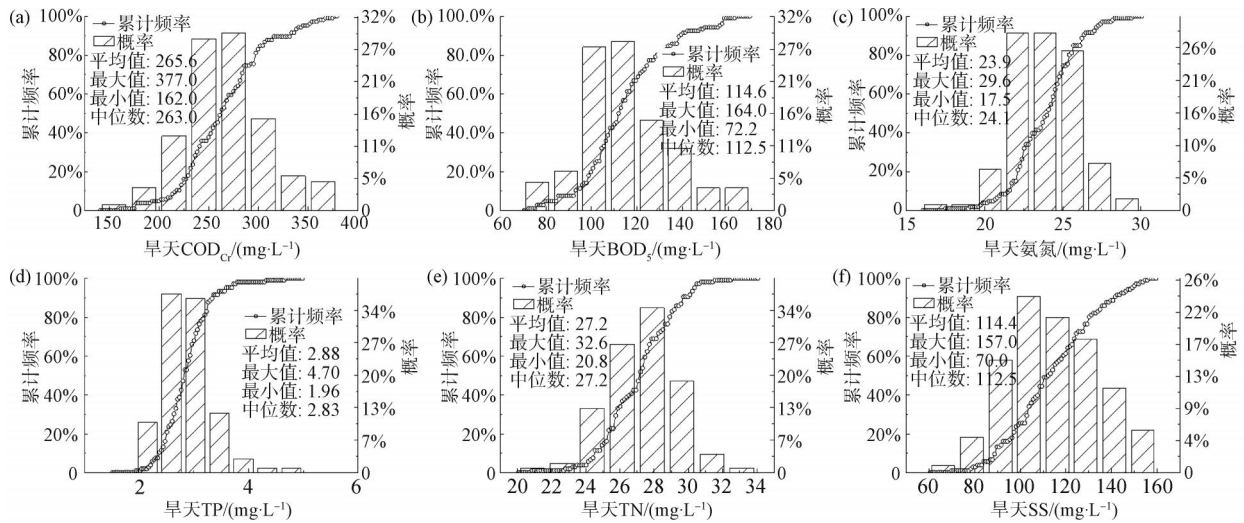 (a)
100%
80%
60%
40%
20%
0
累计频率
累计频率
概率
平均值: 265.6
最大值: 377.0
最小值: 162.0
中位数: 263.0
32%
27%
21%
16%
11%
5%
0
概率
150 200 250 300 350 400
旱天CODCr/(mg·L⁻¹)
(b)
100.0%
80.0%
60.0%
40.0%
20.0%
0
累计频率
累计频率
概率
平均值: 114.6
最大值: 164.0
最小值: 72.2
中位数: 112.5
32%
27%
21%
16%
11%
5%
0
概率
60 80 100 120 140 160 180
旱天BOD₅/(mg·L⁻¹)
(c)
100%
80%
60%
40%
20%
0
累计频率
累计频率
概率
平均值: 23.9
最大值: 29.6
最小值: 17.5
中位数: 24.1
29%
23%
17%
11%
6%
0
概率
15 20 25 30
旱天氨氮/(mg·L⁻¹)
(d)
100%
80%
60%
40%
20%
0
累计频率
累计频率
概率
平均值: 2.88
最大值: 4.70
最小值: 1.96
中位数: 2.83
34%
27%
20%
13%
7%
0
概率
2 4 6
旱天TP/(mg·L⁻¹)
(e)
100%
80%
60%
40%
20%
0
累计频率
累计频率
概率
平均值: 27.2
最大值: 32.6
最小值: 20.8
中位数: 27.2
34%
27%
20%
13%
7%
0
概率
20 22 24 26 28 30 32 34
旱天TN/(mg·L⁻¹)
(f)
100%
80%
60%
40%
20%
0
累计频率
累计频率
概率
平均值: 114.4
最大值: 157.0
最小值: 70.0
中位数: 112.5
26%
22%
17%
13%
9%
4%
0
概率
60 80 100 120 140 160
旱天SS/(mg·L⁻¹)